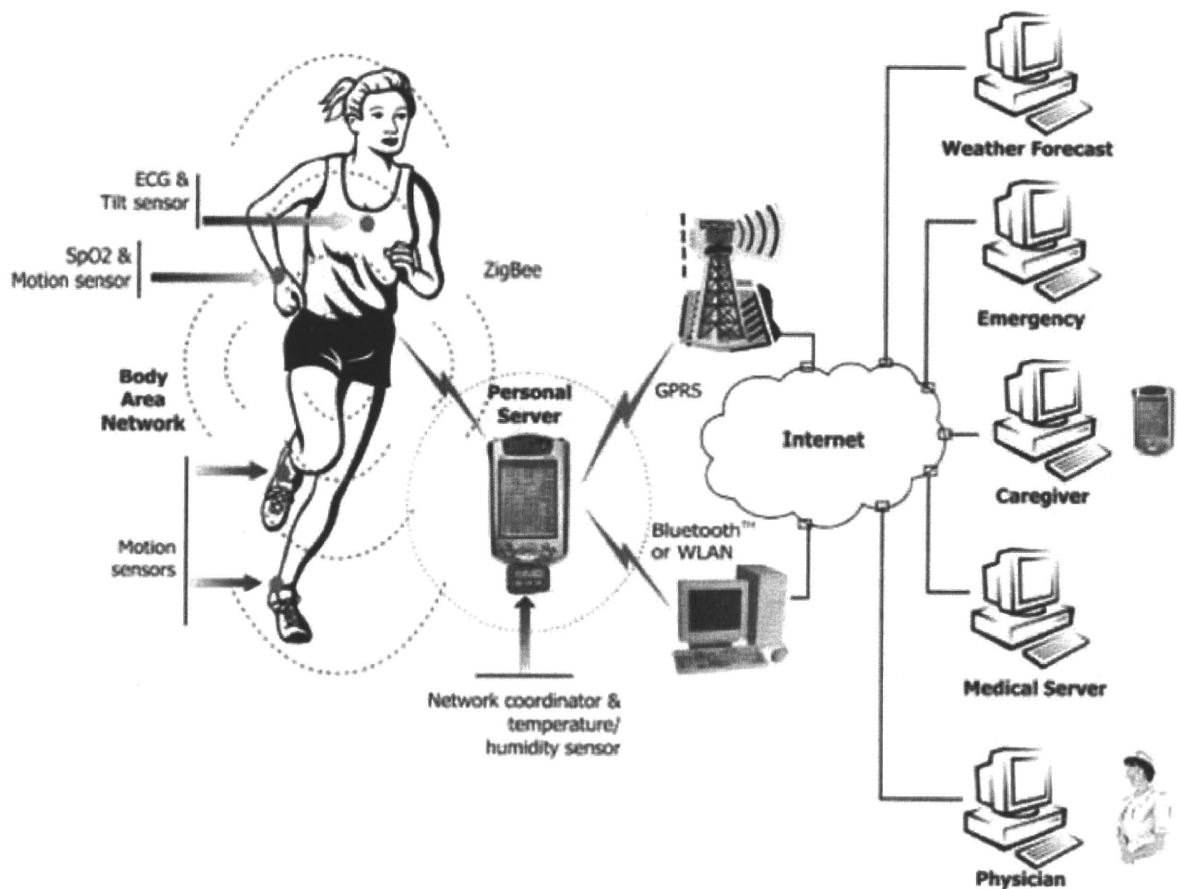 Weather Forecast
ECG &
Tilt sensor
SpO2 &
Motion sensor
ZigBee
Emergency
Body
Area
Network
Personal
Server
GPRS
Internet
Caregiver
Bluetooth™
or WLAN
Motion
sensors
Medical Server
Network coordinator &
temperature/
humidity sensor
Physician